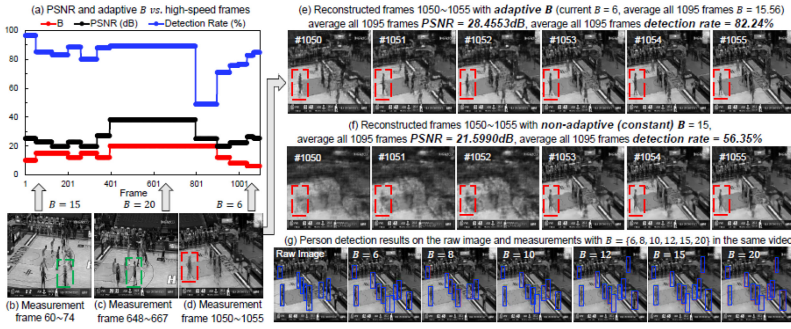 (a) PSNR and adaptive B vs. high-speed frames
B PSNR (dB) Detection Rate (%)
100
80
60
40
20
0
1 201 401 601 801 1001
Frame
B = 15 B = 20 B = 6
(b) Measurement frame 60~74
(c) Measurement frame 648~667
(d) Measurement frame 1050~1055
(e) Reconstructed frames 1050~1055 with adaptive B (current B = 6, average all 1095 frames B = 15.56)
average all 1095 frames PSNR = 28.4553dB, average all 1095 frames detection rate = 82.24%
#1050 #1051 #1052 #1053 #1054 #1055
(f) Reconstructed frames 1050~1055 with non-adaptive (constant) B = 15,
average all 1095 frames PSNR = 21.5990dB, average all 1095 frames detection rate = 56.35%
#1050 #1051 #1052 #1053 #1054 #1055
(g) Person detection results on the raw image and measurements with B = {6,8,10,12,15,20} in the same video
Raw Image B = 6 B = 8 B = 10 B = 12 B = 15 B = 20